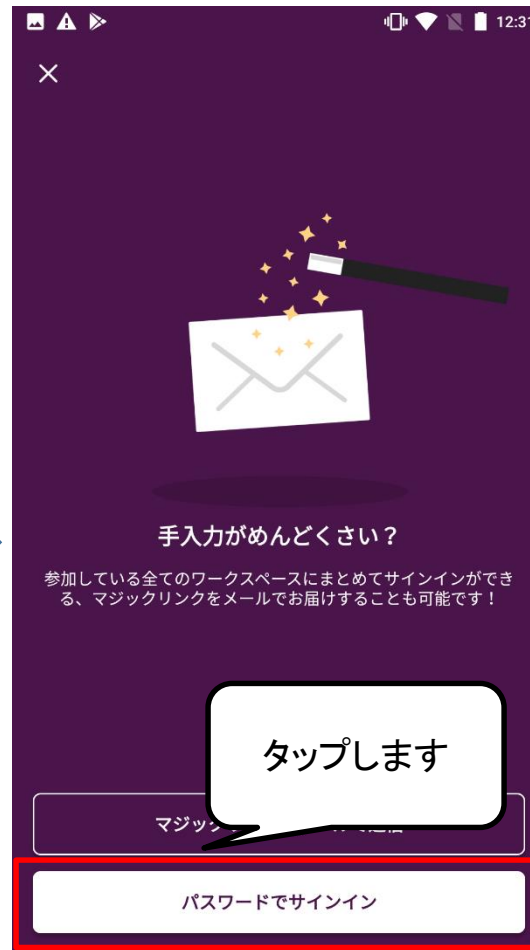 12:31
手入力がめんどくさい？
参加している全てのワークスペースにまとめてサインインができ
る、マジックリンクをメールでお届けすることも可能です！
タップします
マジッ
パスワードでサインイン